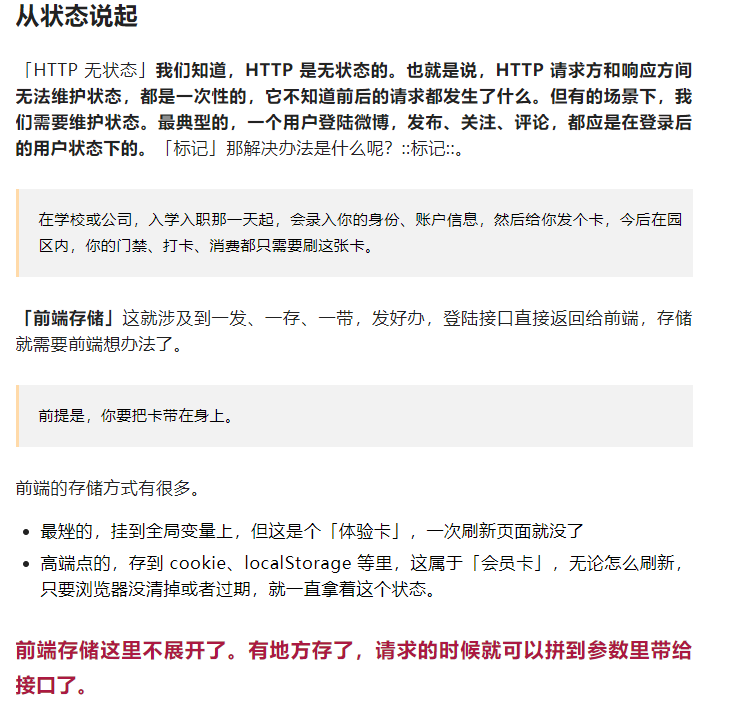 从状态说起
「HTTP 无状态」我们知道，HTTP 是无状态的。也就是说，HTTP 请求方和响应方间
无法维护状态，都是一次性的，它不知道前后的请求都发生了什么。但有的场景下，我
们需要维护状态。最典型的，一个用户登陆微博，发布、关注、评论，都应是在登录后
的用户状态下的。「标记」那解决办法是什么呢？::标记::。
在学校或公司，入学入职那一天起，会录入你的身份、账户信息，然后给你发个卡，今后在园
区内，你的门禁、打卡、消费都只需要刷这张卡。
「前端存储」这就涉及到一发、一存、一带，发好办，登陆接口直接返回给前端，存储
就需要前端想办法了。
前提是，你要把卡带在身上。
前端的存储方式有很多。
• 最矬的，挂到全局变量上，但这是个「体验卡」，一次刷新页面就没了
• 高端点的，存到 cookie、localStorage 等里，这属于「会员卡」，无论怎么刷新，
只要浏览器没清掉或者过期，就一直拿着这个状态。
前端存储这里不展开了。有地方存了，请求的时候就可以拼到参数里带给
接口了。